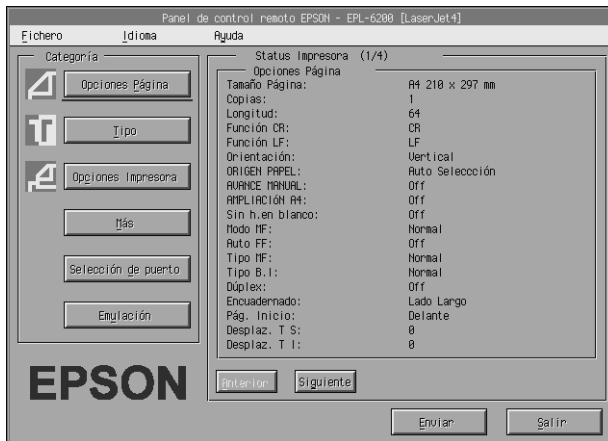 Panel de control remoto EPSON - EPL-6200 [LaserJet4]
Fichero Idioma Ayuda
Categoría
Opciones Página
Tipo
Opciones Impresora
Más
Selección de puerto
Emulación
EPSON
Status Impresora (1/4)
Opciones Página
Tamaño Página: A4 210 x 297 mm
Copias: 1
Longitud: 64
Función CR: CR
Función LF: LF
Orientación: Vertical
ORIGEN PAPEL: Auto Seleccción
AVANCE MANUAL: Off
AMPLIACIóN A4: Off
Sin h.en blanco: Off
Modo MF: Normal
Auto FF: Off
Tipo MF: Normal
Tipo B.I: Normal
Dúplex: Off
Encuadernado: Lado Largo
Pág. Inicio: Delante
Desplaz. T S: 0
Desplaz. T I: 0
Anterior Siguiente
Enviar Salir